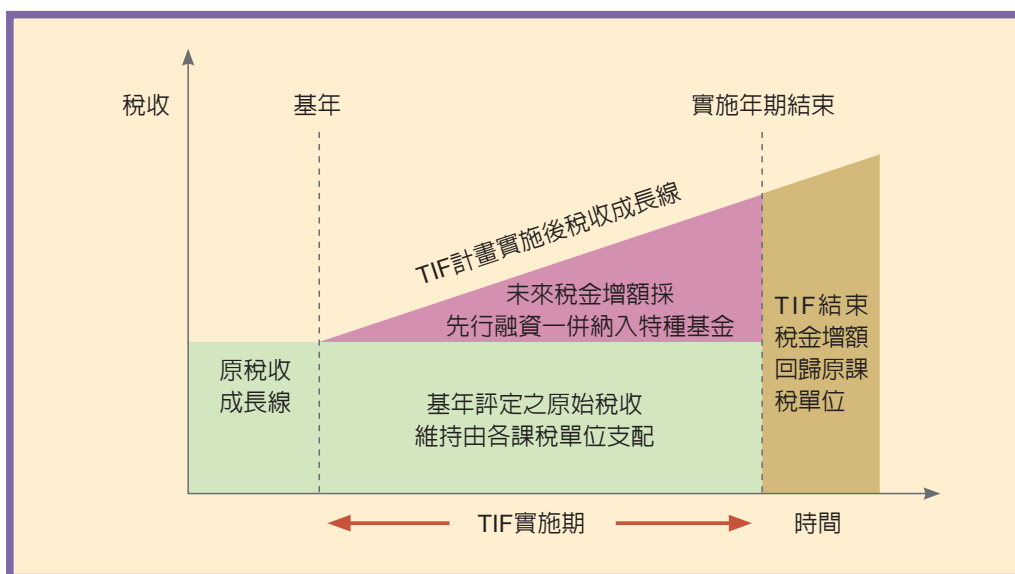 稅收
基年
實施年期結束
TIF計畫實施後稅收成長線
未來稅金增額採
先行融資一併納入特種基金
TIF結束
稅金增額
回歸原課
稅單位
原稅收
成長線
基年評定之原始稅收
維持由各課稅單位支配
TIF實施期
時間